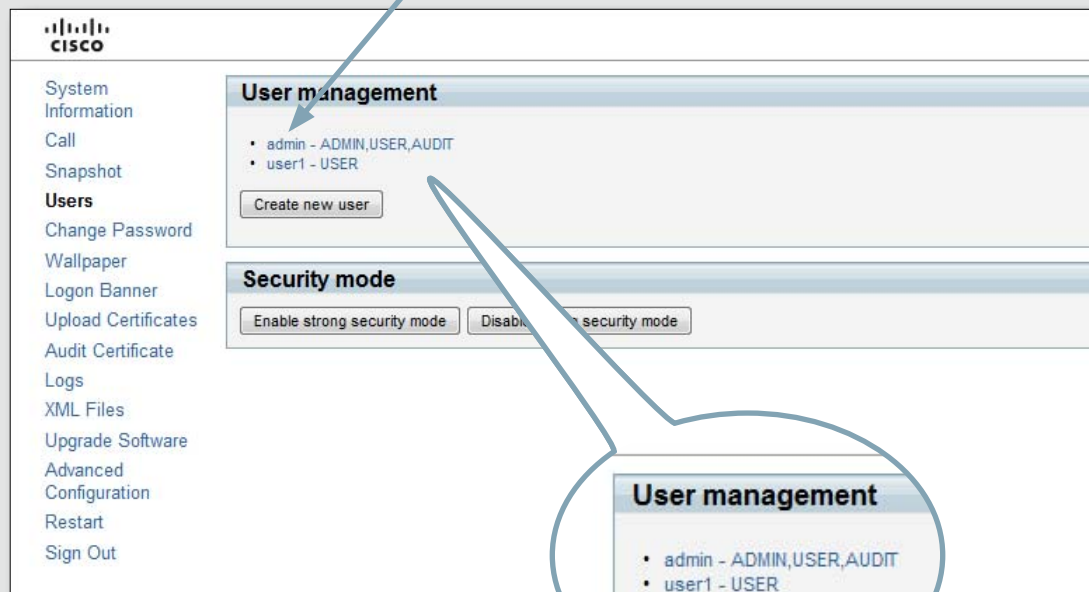 CISCO
System
Information
Call
Snapshot
Users
Change Password
Wallpaper
Logon Banner
Upload Certificates
Audit Certificate
Logs
XML Files
Upgrade Software
Advanced
Configuration
Restart
Sign Out
User management
• admin - ADMIN,USER,AUDIT
• user1 - USER
Create new user
Security mode
Enable strong security mode
security mode
User management
• admin - ADMIN,USER,AUDIT
• user1 - USER